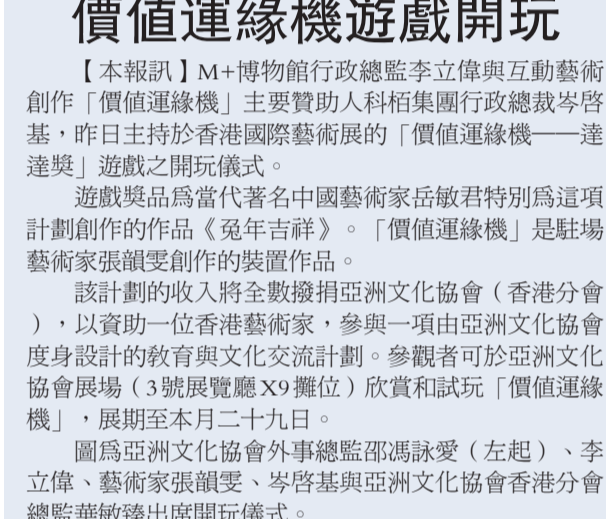 價值運緣機遊戲開玩
【本報訊】M+博物館行政總監李立偉與互動藝術
創作「價值運緣機」主要贊助人科栢集團行政總裁岑啓
基，昨日主持於香港國際藝術展的「價值運緣機——達
達獎」遊戲之開玩儀式。
遊戲獎品爲當代著名中國藝術家岳敏君特別爲這項
計劃創作的作品《兎年吉祥》。「價值運緣機」是駐場
藝術家張韻雯創作的裝置作品。
該計劃的收入將全數撥捐亞洲文化協會（香港分會
），以資助一位香港藝術家，參與一項由亞洲文化協會
度身設計的敎育與文化交流計劃。參觀者可於亞洲文化
協會展場（3號展覽廳X9攤位）欣賞和試玩「價值運緣
機」，展期至本月二十九日。
圖爲亞洲文化協會外事總監邵馮詠愛（左起）、李
立偉、藝術家張韻雯、岑啓基與亞洲文化協會香港分會
總監華敏臻出席開玩儀式。